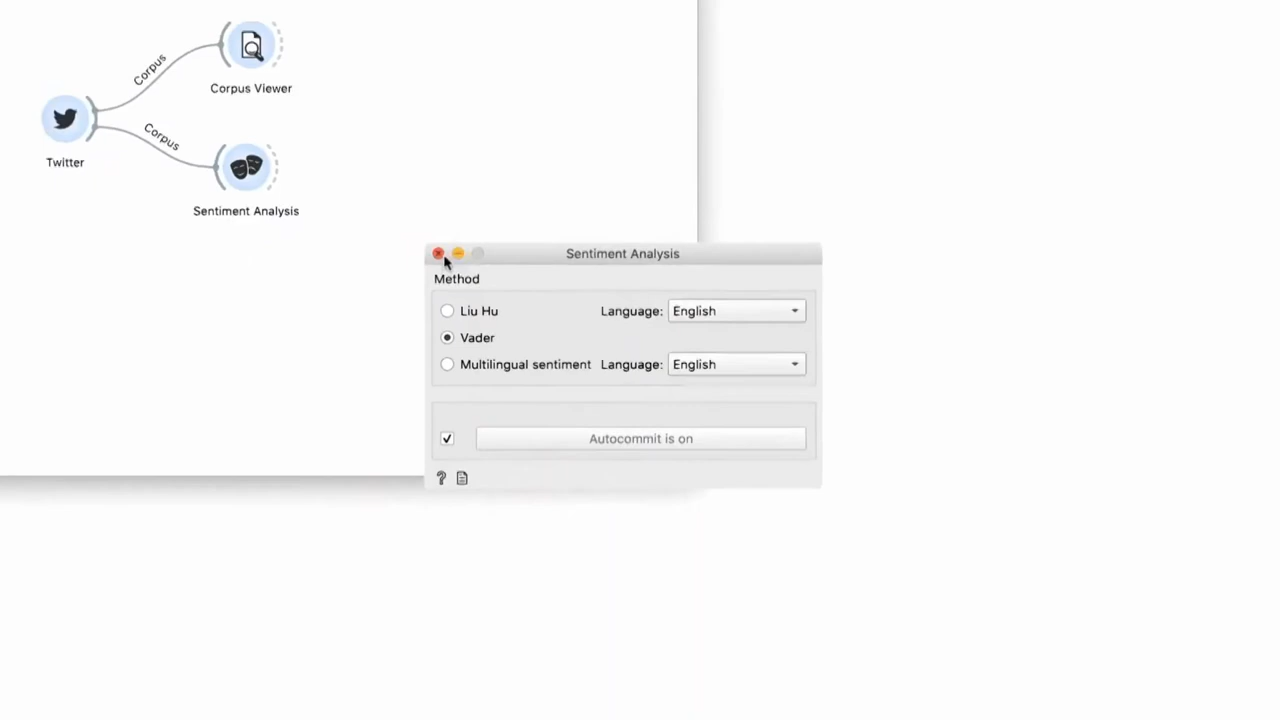 Corpus
Corpus Viewer
Corpus
Twitter
Sentiment Analysis
Sentiment Analysis
Method
Liu Hu Language: English
Vader
Multilingual sentiment Language: English
Autocommit is on
?